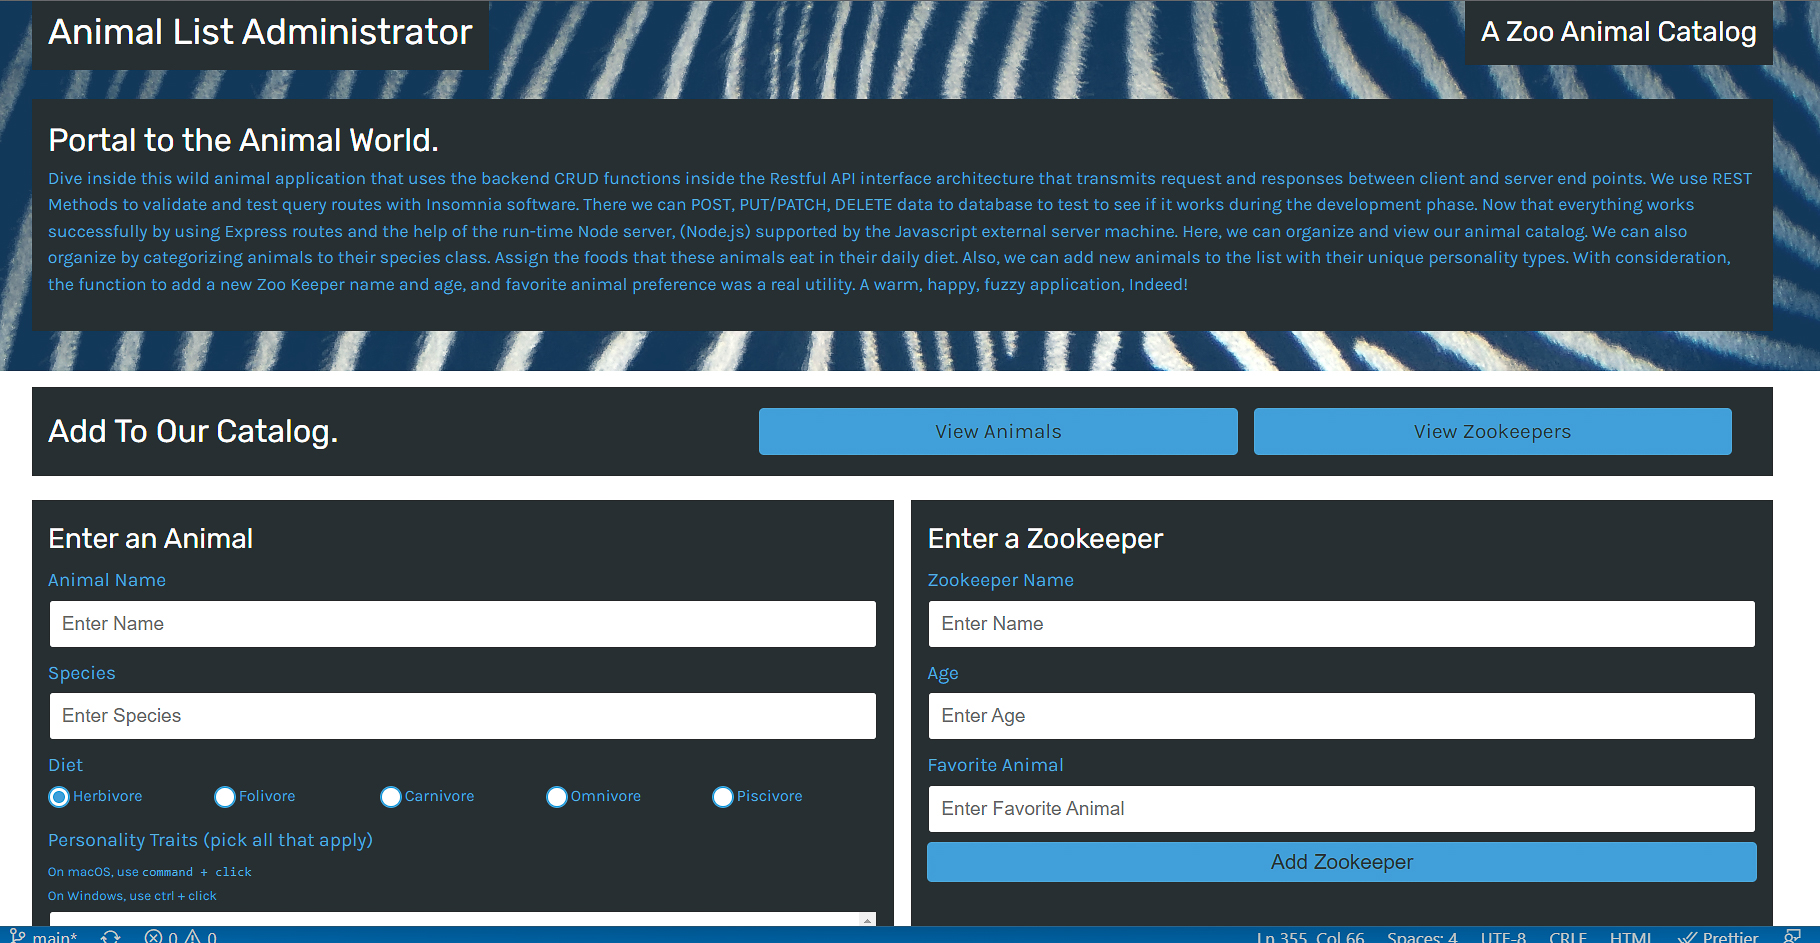 Animal List Administrator
A Zoo Animal Catalog
Portal to the Animal World.
Dive inside this wild animal application that uses the backend CRUD functions inside the Restful API interface architecture that transmits request and responses between client and server end points. We use REST
Methods to validate and test query routes with Insomnia software. There we can POST, PUT/PATCH, DELETE data to database to test to see if it works during the development phase. Now that everything works
successfully by using Express routes and the help of the run-time Node server, (Node.js) supported by the Javascript external server machine. Here, we can organize and view our animal catalog. We can also
organize by categorizing animals to their species class. Assign the foods that these animals eat in their daily diet. Also, we can add new animals to the list with their unique personality types. With consideration,
the function to add a new Zoo Keeper name and age, and favorite animal preference was a real utility. A warm, happy, fuzzy application, Indeed!
Add To Our Catalog.
View Animals
View Zookeepers
Enter an Animal
Animal Name
Enter Name
Species
Enter Species
Diet
Herbivore Folivore Carnivore Omnivore Piscivore
Personality Traits (pick all that apply)
On macOS, use command + click
On Windows, use ctrl + click
Enter a Zookeeper
Zookeeper Name
Enter Name
Age
Enter Age
Favorite Animal
Enter Favorite Animal
Add Zookeeper
main* 0 0 Ln 355, Col 66 Spaces: 4 UTF-8 CRLF HTML Prettier